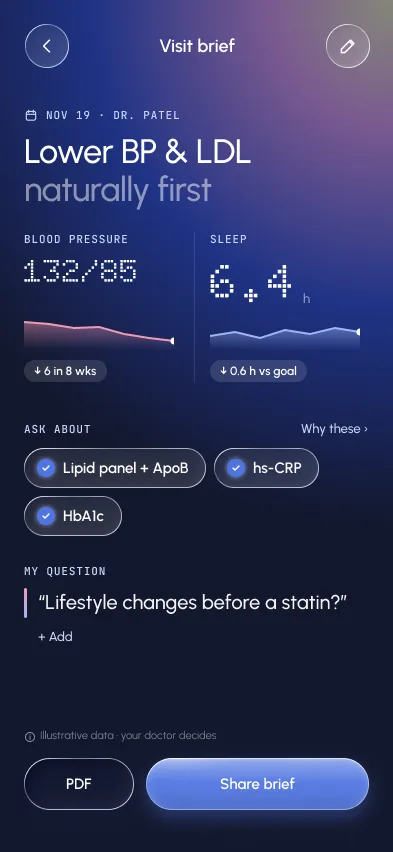 Visit brief
NOV 19 · DR. PATEL
Lower BP & LDL
naturally first
BLOOD PRESSURE
132/85
↓ 6 in 8 wks
SLEEP
6.4 h
↓ 0.6 h vs goal
ASK ABOUT
Why these ›
Lipid panel + ApoB
hs-CRP
HbA1c
MY QUESTION
“Lifestyle changes before a statin?”
+ Add
Illustrative data · your doctor decides
PDF
Share brief